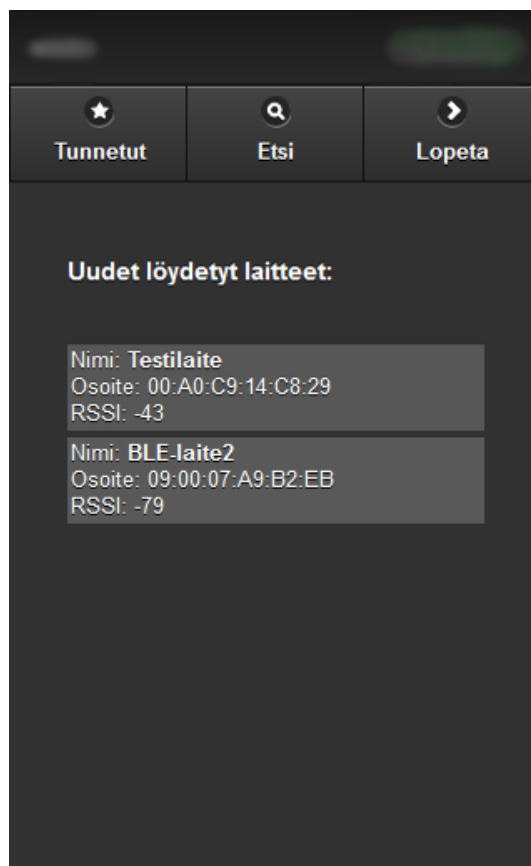 Tunnetut
Etsi
Lopeta
Uudet löydetyt laitteet:
Nimi: Testilaite
Osoite: 00:A0:C9:14:C8:29
RSSI: -43
Nimi: BLE-laite2
Osoite: 09:00:07:A9:B2:EB
RSSI: -79